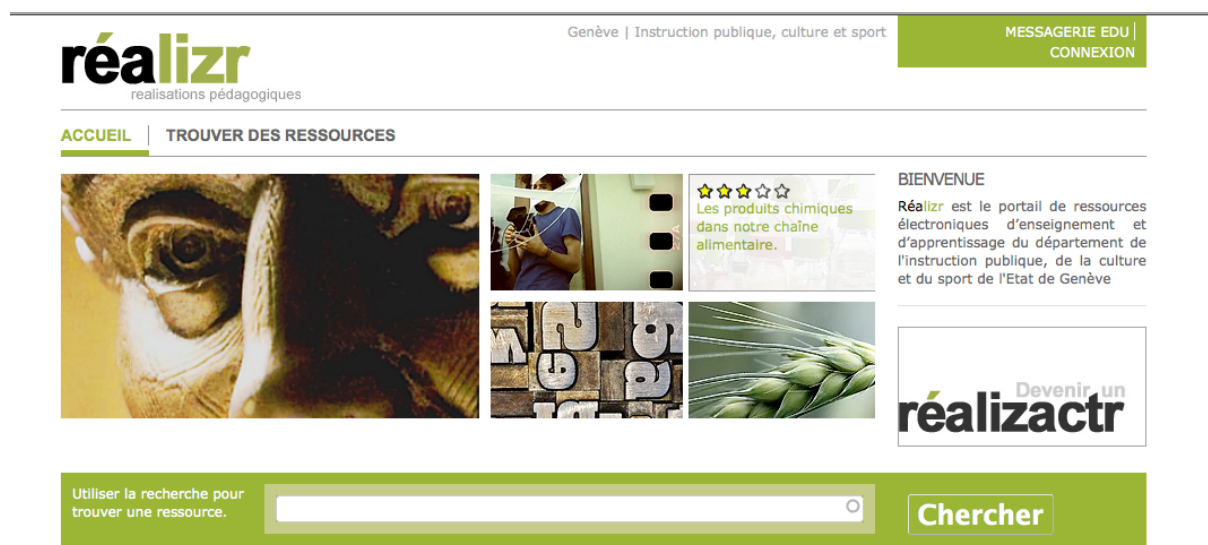 Genève | Instruction publique, culture et sport
MESSAGERIE EDU |
CONNEXION
réalizr
realisations pédagogiques
ACCUEIL
TROUVER DES RESSOURCES
Les produits chimiques
dans notre chaîne
alimentaire.
BIENVENUE
Réalizr est le portail de ressources
électroniques d'enseignement et
d'apprentissage du département de
l'instruction publique, de la culture
et du sport de l'Etat de Genève
Devenir un
réalizactr
Utiliser la recherche pour
trouver une ressource.
Chercher